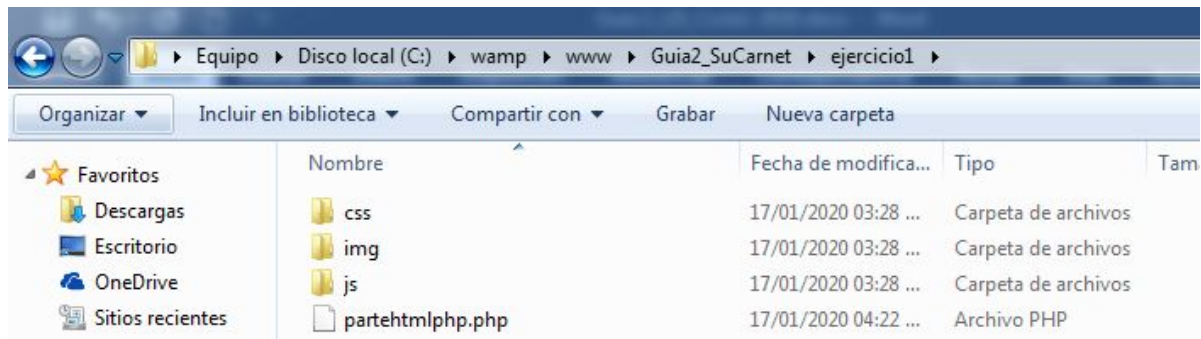 Equipo Disco local (C:) wamp www Guia2_SuCarnet ejercicio1
Organizar Incluir en biblioteca Compartir con Grabar Nueva carpeta
Favoritos
Descargas
Escritorio
OneDrive
Sitios recientes
Nombre Fecha de modifica... Tipo Tam
css 17/01/2020 03:28 ... Carpeta de archivos
img 17/01/2020 03:28 ... Carpeta de archivos
js 17/01/2020 03:28 ... Carpeta de archivos
partehtmlphp.php 17/01/2020 04:22 ... Archivo PHP